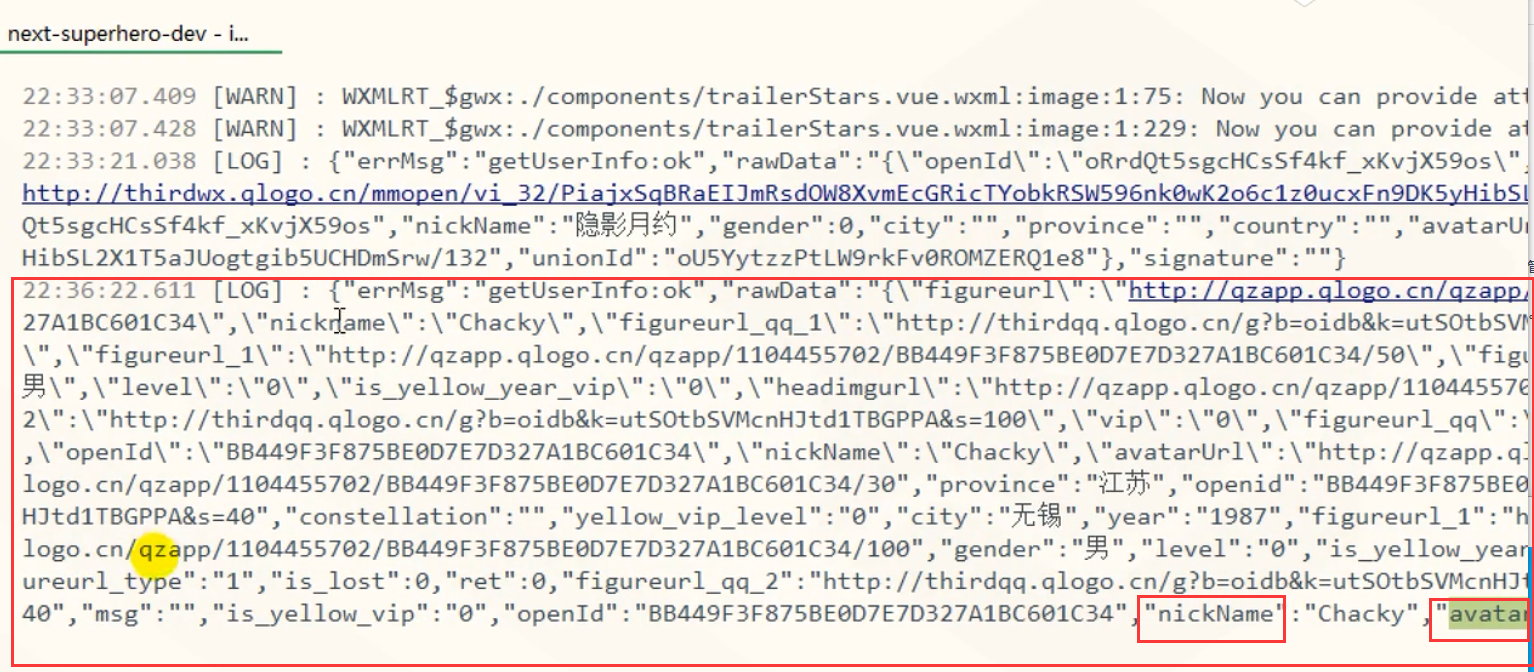 next-superhero-dev - i...
22:33:07.409 [WARN] : WXMLRT_$gwx:./components/trailerStars.vue.wxml:image:1:75: Now you can provide att
22:33:07.428 [WARN] : WXMLRT_$gwx:./components/trailerStars.vue.wxml:image:1:229: Now you can provide at
22:33:21.038 [LOG] : {"errMsg":"getUserInfo:ok","rawData":"{\"openId\":\"oRrdQt5sgcHCsSf4kf_xKvjX59os\",
http://thirdwx.qlogo.cn/mmopen/vi_32/PiajxSqBRaEIJmRsdOW8XvmEcGRicTYobkRSW596nk0wK2o6c1z0ucxFn9DK5yHibSL
Qt5sgcHCsSf4kf_xKvjX59os","nickName":"隐影月约","gender":0,"city":"","province":"","country":"","avatarUr
HibSL2X1T5aJUogtgib5UCHDmSrw/132","unionId":"oU5YytzzPtLW9rkFv0ROMZERQ1e8"},"signature":""}
22:36:22.611 [LOG] : {"errMsg":"getUserInfo:ok","rawData":"{\"figureurl\":\"http://qzapp.qlogo.cn/qzapp/
27A1BC601C34\",\"nickname\":\"Chacky\",\"figureurl_qq_1\":\"http://thirdqq.qlogo.cn/g?b=oidb&k=utSOtbSVM
\",\"figureurl_1\":\"http://qzapp.qlogo.cn/qzapp/1104455702/BB449F3F875BE0D7E7D327A1BC601C34/50\",\"figu
男\",\"level\":\"0\",\"is_yellow_year_vip\":\"0\",\"headimgurl\":\"http://qzapp.qlogo.cn/qzapp/110445570
2\":\"http://thirdqq.qlogo.cn/g?b=oidb&k=utSOtbSVMcnHJtd1TBGPPA&s=100\",\"vip\":\"0\",\"figureurl_qq\":\
,\"openId\":\"BB449F3F875BE0D7E7D327A1BC601C34\",\"nickName\":\"Chacky\",\"avatarUrl\":\"http://qzapp.ql
logo.cn/qzapp/1104455702/BB449F3F875BE0D7E7D327A1BC601C34/30","province":"江苏","openid":"BB449F3F875BE0
HJtd1TBGPPA&s=40","constellation":"","yellow_vip_level":"0","city":"无锡","year":"1987","figureurl_1":"h
logo.cn/qzapp/1104455702/BB449F3F875BE0D7E7D327A1BC601C34/100","gender":"男","level":"0","is_yellow_year
ureurl_type":"1","is_lost":0,"ret":0,"figureurl_qq_2":"http://thirdqq.qlogo.cn/g?b=oidb&k=utSOtbSVMcnHJt
40","msg":"","is_yellow_vip":"0","openId":"BB449F3F875BE0D7E7D327A1BC601C34","nickName":"Chacky","avatar